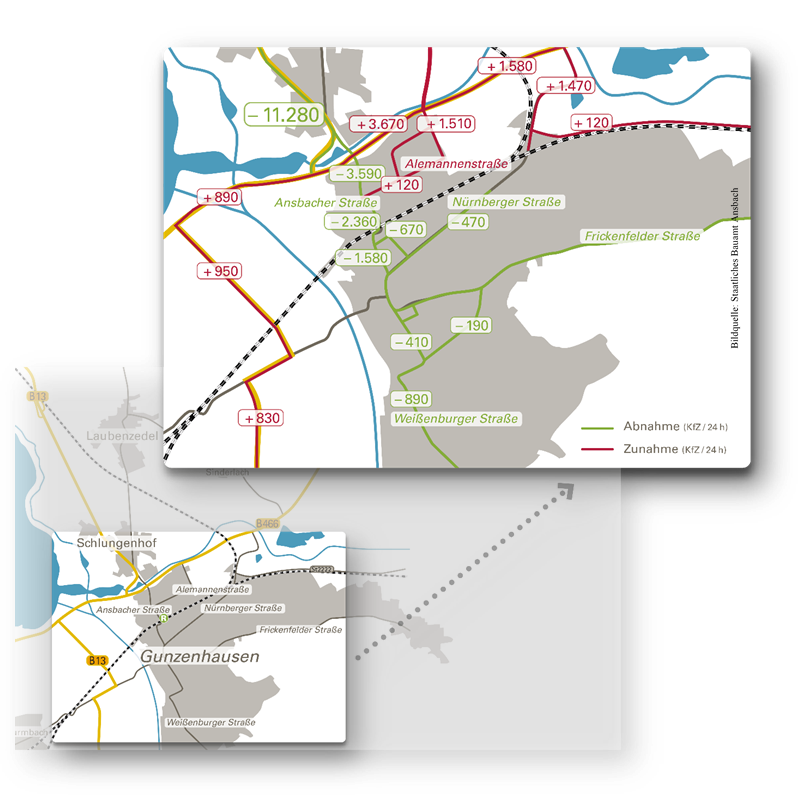 + 1.580
+ 1.470
− 11.280
+ 3.670
+ 1.510
+ 120
Alemannenstraße
− 3.590
+ 120
+ 890
Ansbacher Straße
Nürnberger Straße
− 2.360
− 670
− 470
Frickenfelder Straße
− 1.580
+ 950
Bildquelle: Staatliches Bauamt Ansbach
− 190
− 410
− 890
+ 830
Weißenburger Straße
Abnahme (KfZ / 24 h)
Zunahme (KfZ / 24 h)
B13
Laubenzedel
Sinderlach
B466
Schlungenhof
Alemannenstraße
Ansbacher Straße
Nürnberger Straße
R
Frickenfelder Straße
Gunzenhausen
B13
Weißenburger Straße